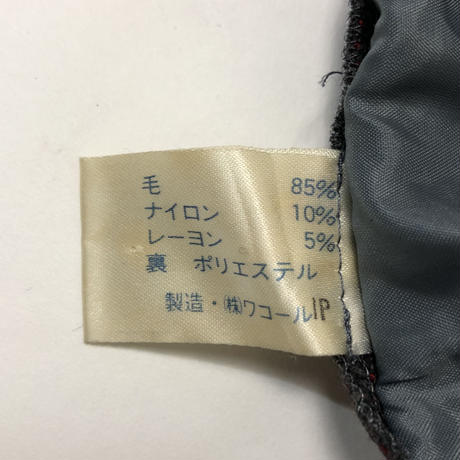 毛 85%
ナイロン 10%
レーヨン 5%
裏 ポリエステル
製造・㈱ワコールIP